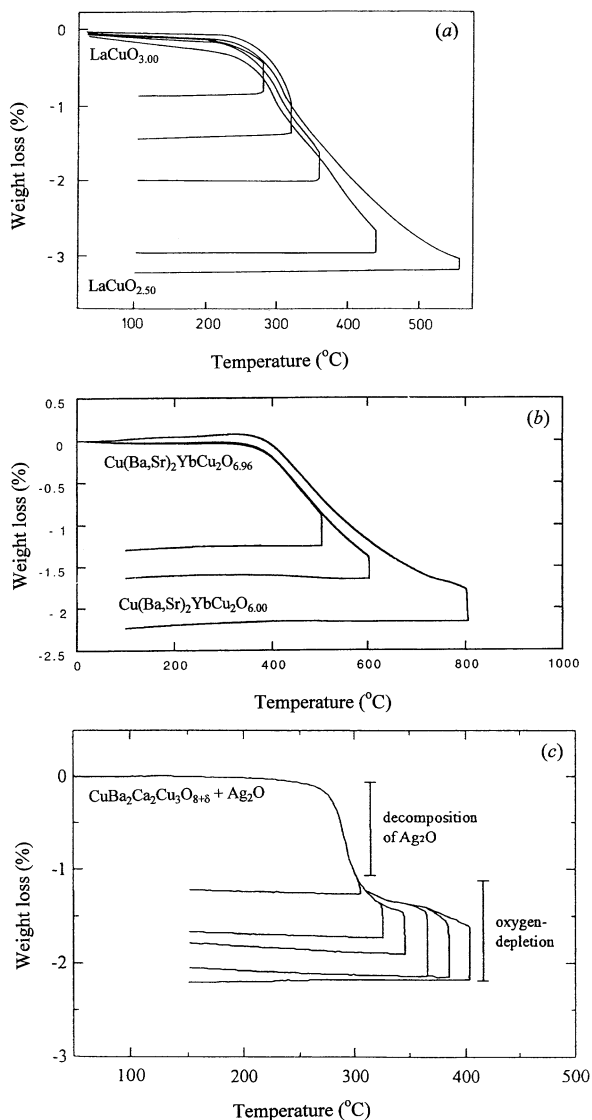 (a)
0
LaCuO3.00
- 1
- 2
- 3
LaCuO2.50
Weight loss (%)
100
200
300
400
500
Temperature (°C)
(b)
0.5
0
Cu(Ba,Sr)2YbCu2O6.96
-0.5
- 1
-1.5
Cu(Ba,Sr)2YbCu2O6.00
- 2
-2.5
Weight loss (%)
0
200
400
600
800
1000
Temperature (°C)
(c)
0
CuBa2Ca2Cu3O8+δ + Ag2O
decomposition
of Ag2O
-1
oxygen-
depletion
-2
-3
Weight loss (%)
100
200
300
400
500
Temperature (°C)